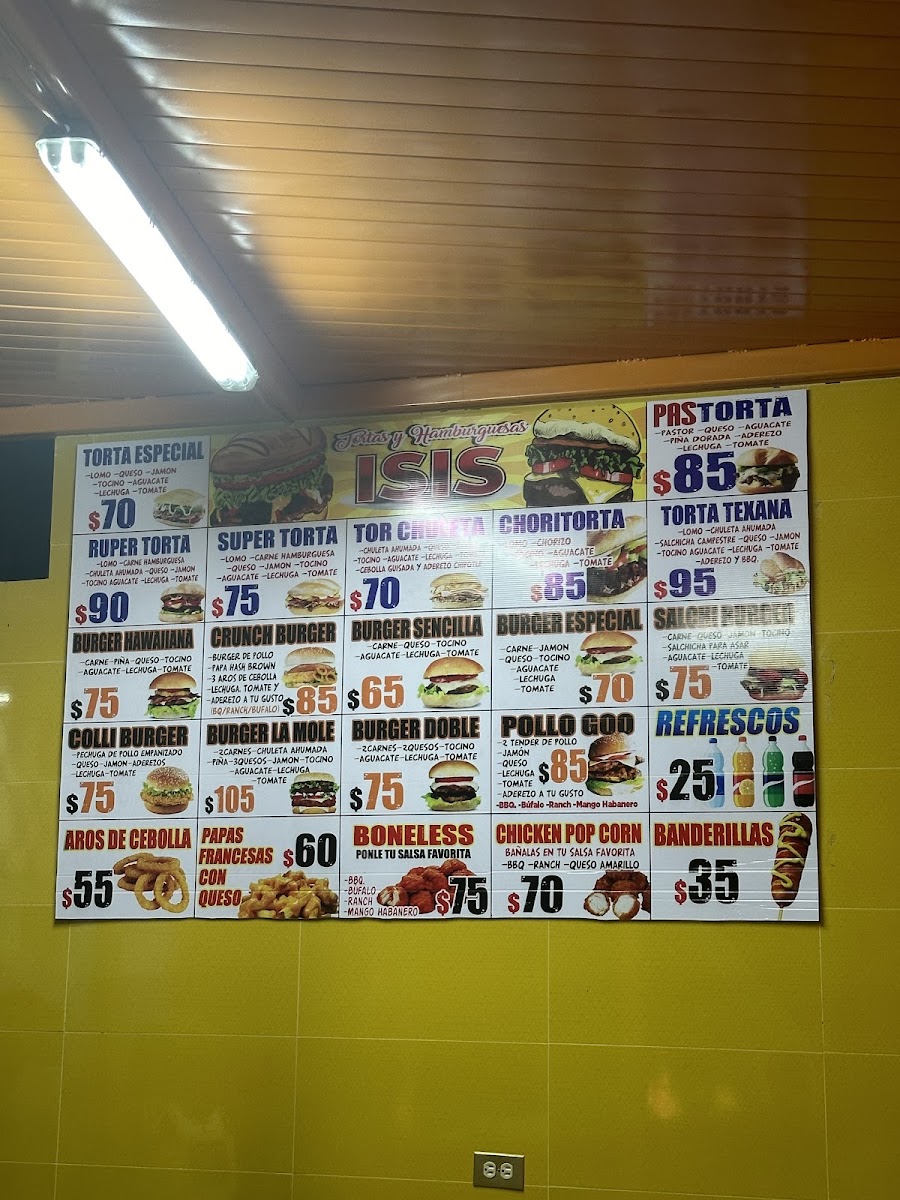 Tortas y Hamburguesas
ISIS
TORTA ESPECIAL
-LOMO -QUESO -JAMON
-TOCINO -AGUACATE
-LECHUGA -TOMATE
$70
PASTORTA
-PASTOR -QUESO -AGUACATE
-PIÑA DORADA -ADEREZO
-LECHUGA -TOMATE
$85
RUPER TORTA
-LOMO -CARNE HAMBURGUESA
-CHULETA AHUMADA -QUESO -JAMON
-TOCINO AGUACATE -LECHUGA -TOMATE
$90
SUPER TORTA
-LOMO -CARNE HAMBURGUESA
-QUESO -JAMON -TOCINO
-AGUACATE -LECHUGA -TOMATE
$75
TOR CHULETA
-CHULETA AHUMADA
-TOCINO -AGUACATE -LECHUGA
-CEBOLLA GUISADA Y ADEREZO CHIPOTLE
$70
CHORITORTA
-LOMO -CHORIZO
-AGUACATE
-LECHUGA -TOMATE
$85
TORTA TEXANA
-LOMO -CHULETA AHUMADA
-SALCHICHA CAMPESTRE -QUESO -JAMON
-TOCINO AGUACATE -LECHUGA -TOMATE
-ADEREZO Y BBQ.
$95
BURGER HAWAIIANA
-CARNE-PIÑA -QUESO-TOCINO
-AGUACATE-LECHUGA-TOMATE
$75
CRUNCH BURGER
-BURGER DE POLLO
-PAPA HASH BROWN
-3 AROS DE CEBOLLA
-LECHUGA, TOMATE Y
-ADEREZO A TU GUSTO
(BQ/RANCH/BUFALO)
$85
BURGER SENCILLA
-CARNE-QUESO-TOCINO
-AGUACATE-LECHUGA-TOMATE
$65
BURGER ESPECIAL
-CARNE-JAMON
-QUESO-TOCINO
-AGUACATE
-LECHUGA
-TOMATE
$70
SALCHI BURGER
-CARNE -QUESO -JAMON -TOCINO
-SALCHICHA PARA ASAR
-AGUACATE-LECHUGA
-TOMATE
$75
COLLI BURGER
-PECHUGA DE POLLO EMPANIZADO
-QUESO-JAMON-ADEREZOS
-LECHUGA-TOMATE
$75
BURGER LA MOLE
-2CARNES-CHULETA AHUMADA
-PIÑA-3QUESOS-JAMON-TOCINO
-AGUACATE-LECHUGA
-TOMATE
$105
BURGER DOBLE
-2CARNES-2QUESOS-TOCINO
-AGUACATE-LECHUGA-TOMATE
$75
POLLO GOO
-2 TENDER DE POLLO
-JAMÓN
-QUESO
-LECHUGA
-TOMATE
-ADEREZO A TU GUSTO
-BBQ. -Búfalo -Ranch -Mango Habanero
$85
REFRESCOS
$25
AROS DE CEBOLLA
$55
PAPAS
FRANCESAS
CON
QUESO
$60
BONELESS
PONLE TU SALSA FAVORITA
-BBQ
-BUFALO
-RANCH
-MANGO HABANERO
$75
CHICKEN POP CORN
BAÑALAS EN TU SALSA FAVORITA
-BBQ -RANCH -QUESO AMARILLO
$70
BANDERILLAS
$35